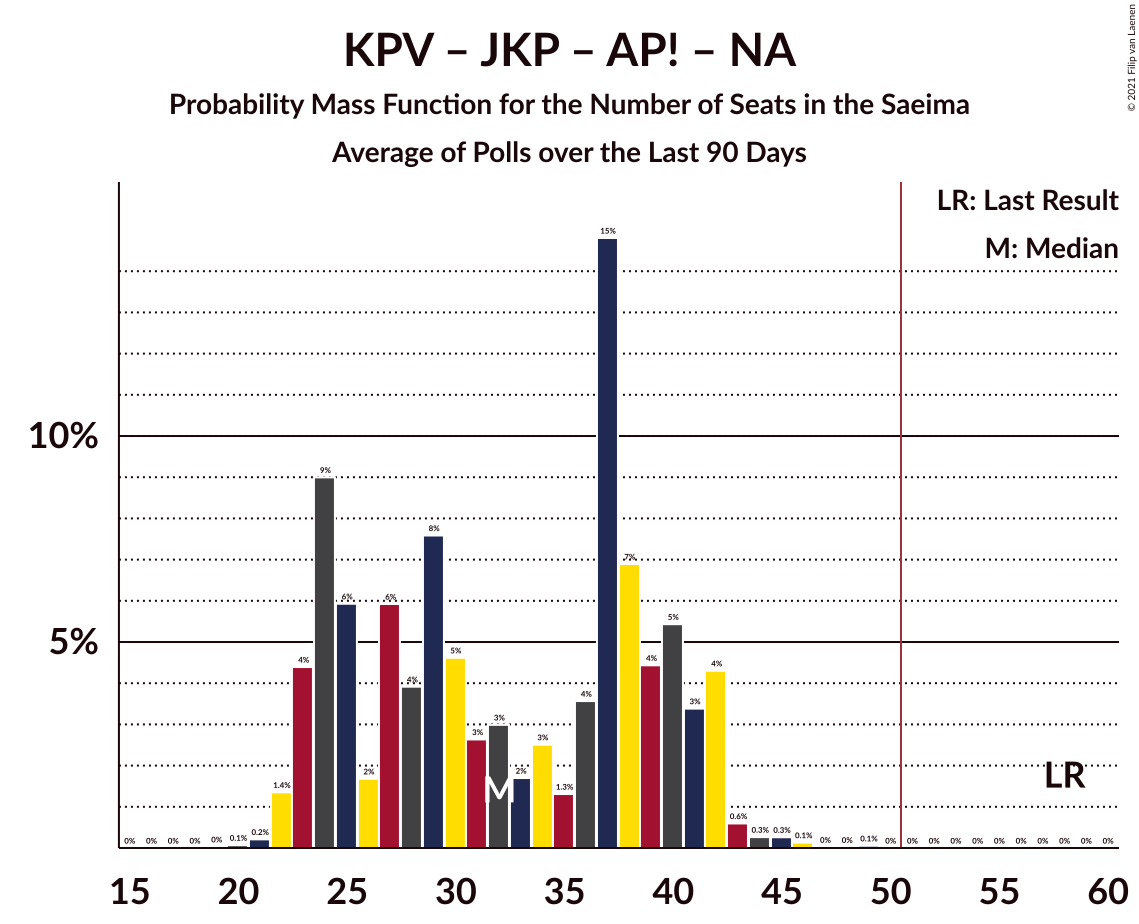 KPV – JKP – AP! – NA
Probability Mass Function for the Number of Seats in the Saeima
Average of Polls over the Last 90 Days
© 2021 Filip van Laenen
LR: Last Result
M: Median
10%
5%
0% 0% 0% 0% 0% 0.1% 0.2% 1.4% 4% 9% 6% 2% 6% 4% 8% 5% 3% 3% 2% 3% 1.3% 4% 15% 7% 4% 5% 3% 4% 0.6% 0.3% 0.3% 0.1% 0% 0% 0.1% 0% 0% 0% 0% 0% 0% 0% 0% 0% 0% 0%
M
LR
15 20 25 30 35 40 45 50 55 60